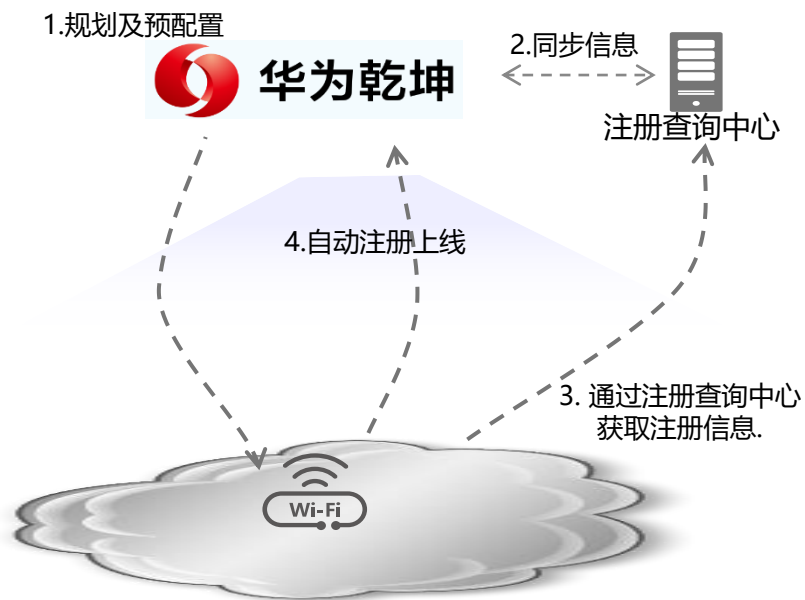 1.规划及预配置
华为乾坤
2.同步信息
注册查询中心
4.自动注册上线
3. 通过注册查询中心
获取注册信息.
Wi-Fi